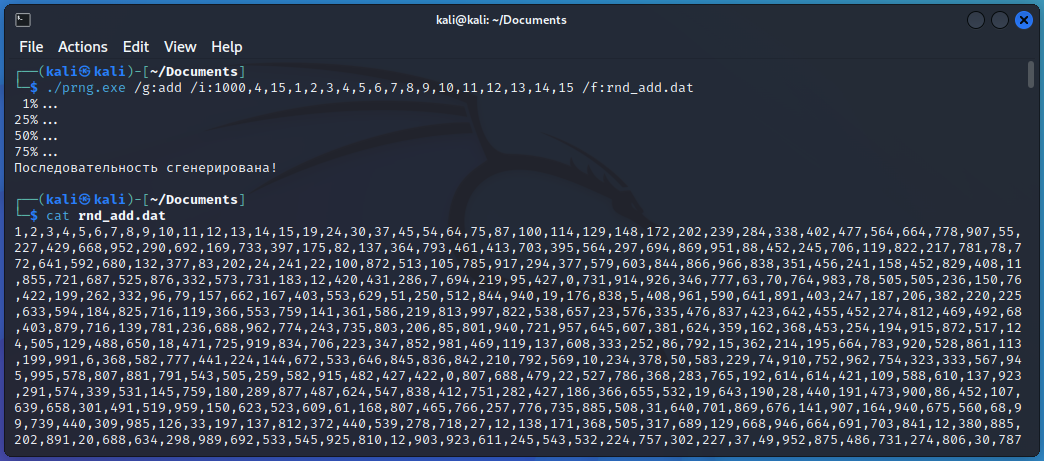 kali@kali: ~/Documents
File Actions Edit View Help
┌──(kali㉿kali)-[~/Documents]
└─$ ./prng.exe /g:add /i:1000,4,15,1,2,3,4,5,6,7,8,9,10,11,12,13,14,15 /f:rnd_add.dat
1%...
25%...
50%...
75%...
Последовательность сгенерирована!
┌──(kali㉿kali)-[~/Documents]
└─$ cat rnd_add.dat
1,2,3,4,5,6,7,8,9,10,11,12,13,14,15,19,24,30,37,45,54,64,75,87,100,114,129,148,172,202,239,284,338,402,477,564,664,778,907,55,
227,429,668,952,290,692,169,733,397,175,82,137,364,793,461,413,703,395,564,297,694,869,951,88,452,245,706,119,822,217,781,78,7
72,641,592,680,132,377,83,202,24,241,22,100,872,513,105,785,917,294,377,579,603,844,866,966,838,351,456,241,158,452,829,408,11
,855,721,687,525,876,332,573,731,183,12,420,431,286,7,694,219,95,427,0,731,914,926,346,777,63,70,764,983,78,505,505,236,150,76
,422,199,262,332,96,79,157,662,167,403,553,629,51,250,512,844,940,19,176,838,5,408,961,590,641,891,403,247,187,206,382,220,225
,633,594,184,825,716,119,366,553,759,141,361,586,219,813,997,822,538,657,23,576,335,476,837,423,642,455,452,274,812,469,492,68
,403,879,716,139,781,236,688,962,774,243,735,803,206,85,801,940,721,957,645,607,381,624,359,162,368,453,254,194,915,872,517,12
4,505,129,488,650,18,471,725,919,834,706,223,347,852,981,469,119,137,608,333,252,86,792,15,362,214,195,664,783,920,528,861,113
,199,991,6,368,582,777,441,224,144,672,533,646,845,836,842,210,792,569,10,234,378,50,583,229,74,910,752,962,754,323,333,567,94
5,995,578,807,881,791,543,505,259,582,915,482,427,422,0,807,688,479,22,527,786,368,283,765,192,614,614,421,109,588,610,137,923
,291,574,339,531,145,759,180,289,877,487,624,547,838,412,751,282,427,186,366,655,532,19,643,190,28,440,191,473,900,86,452,107,
639,658,301,491,519,959,150,623,523,609,61,168,807,465,766,257,776,735,885,508,31,640,701,869,676,141,907,164,940,675,560,68,9
9,739,440,309,985,126,33,197,137,812,372,440,539,278,718,27,12,138,171,368,505,317,689,129,668,946,664,691,703,841,12,380,885,
202,891,20,688,634,298,989,692,533,545,925,810,12,903,923,611,245,543,532,224,757,302,227,37,49,952,875,486,731,274,806,30,787